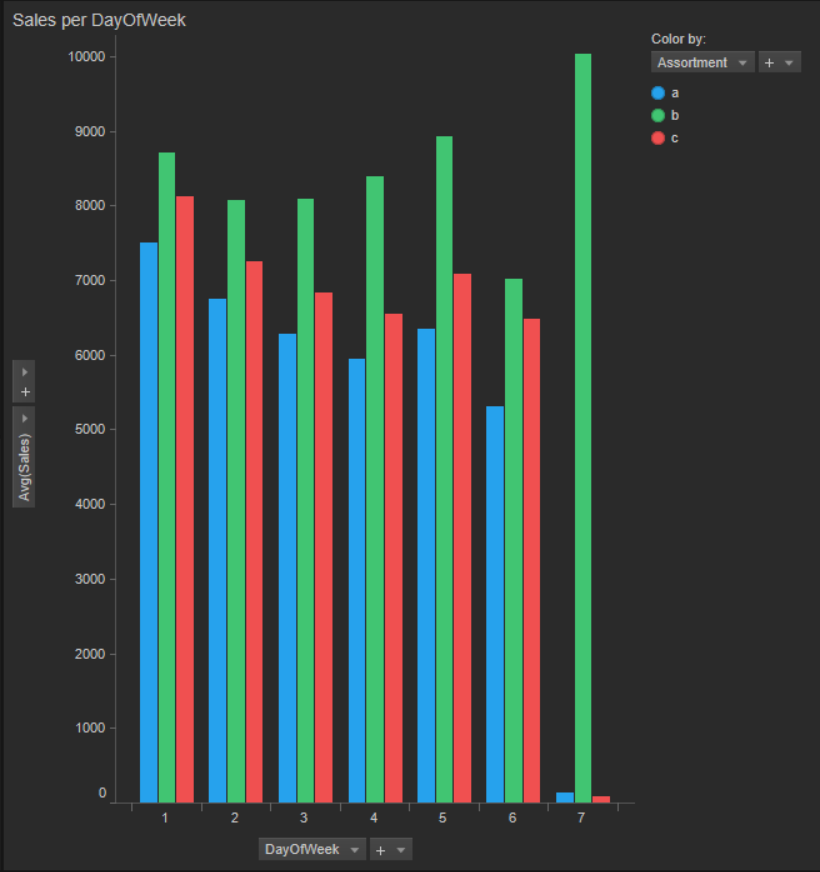 Sales per DayOfWeek
Color by:
Assortment
+
a
b
c
10000
9000
8000
7000
6000
5000
4000
3000
2000
1000
0
+
Avg(Sales)
1 2 3 4 5 6 7
DayOfWeek +